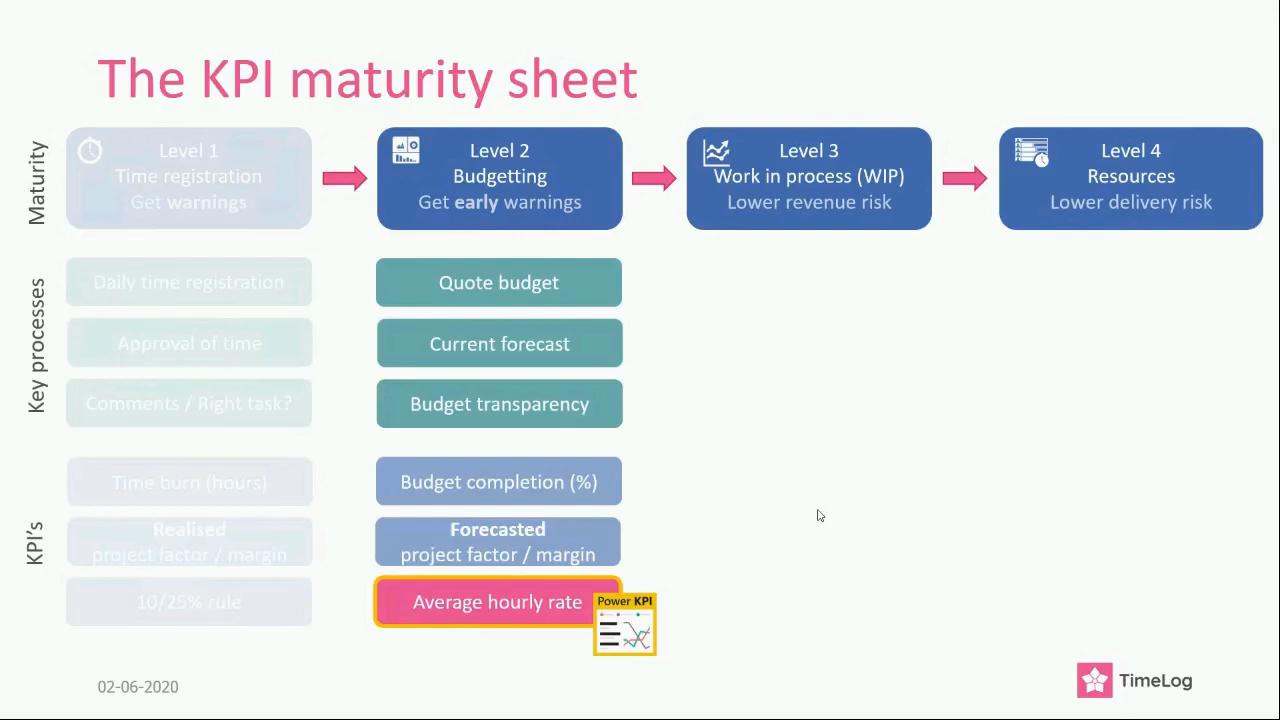 The KPI maturity sheet
Maturity
Level 1
Time registration
Get warnings
Level 2
Budgetting
Get early warnings
Level 3
Work in process (WIP)
Lower revenue risk
Level 4
Resources
Lower delivery risk
Key processes
Daily time registration
Quote budget
Approval of time
Current forecast
Comments / Right task?
Budget transparency
KPI's
Time burn (hours)
Budget completion (%)
Realised
project factor / margin
Forecasted
project factor / margin
10/25% rule
Average hourly rate
Power KPI
02-06-2020
TimeLog